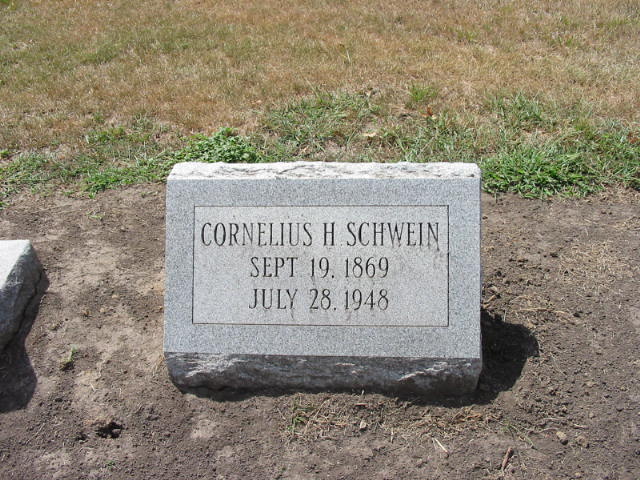 CORNELIUS H SCHWEIN
SEPT 19, 1869
JULY 28, 1948